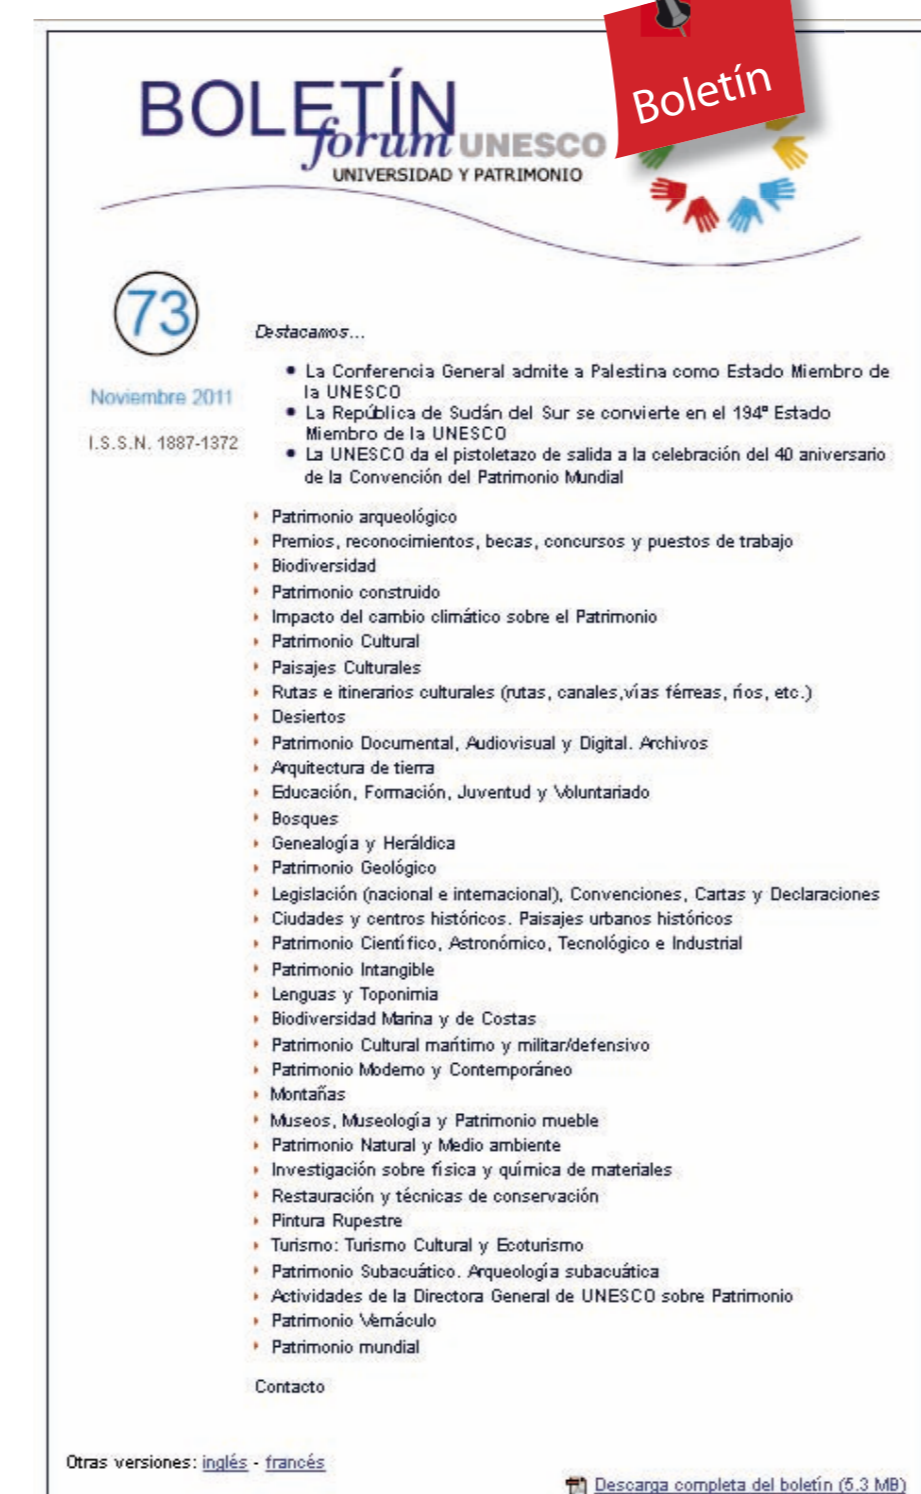 Boletín
BOLETÍN
forum UNESCO
UNIVERSIDAD Y PATRIMONIO
73
Noviembre 2011
I.S.S.N. 1887-1372
Destacamos...
• La Conferencia General admite a Palestina como Estado Miembro de
la UNESCO
• La República de Sudán del Sur se convierte en el 194º Estado
Miembro de la UNESCO
• La UNESCO da el pistoletazo de salida a la celebración del 40 aniversario
de la Convención del Patrimonio Mundial
Patrimonio arqueológico
Premios, reconocimientos, becas, concursos y puestos de trabajo
Biodiversidad
Patrimonio construido
Impacto del cambio climático sobre el Patrimonio
Patrimonio Cultural
Paisajes Culturales
Rutas e itinerarios culturales (rutas, canales,vías férreas, ríos, etc.)
Desiertos
Patrimonio Documental, Audiovisual y Digital. Archivos
Arquitectura de tierra
Educación, Formación, Juventud y Voluntariado
Bosques
Genealogía y Heráldica
Patrimonio Geológico
Legislación (nacional e internacional), Convenciones, Cartas y Declaraciones
Ciudades y centros históricos. Paisajes urbanos históricos
Patrimonio Científico, Astronómico, Tecnológico e Industrial
Patrimonio Intangible
Lenguas y Toponimia
Biodiversidad Marina y de Costas
Patrimonio Cultural marítimo y militar/defensivo
Patrimonio Moderno y Contemporáneo
Montañas
Museos, Museología y Patrimonio mueble
Patrimonio Natural y Medio ambiente
Investigación sobre física y química de materiales
Restauración y técnicas de conservación
Pintura Rupestre
Turismo: Turismo Cultural y Ecoturismo
Patrimonio Subacuático. Arqueología subacuática
Actividades de la Directora General de UNESCO sobre Patrimonio
Patrimonio Vernáculo
Patrimonio mundial
Contacto
Otras versiones: inglés - francés
Descarga completa del boletín (5.3 MB)